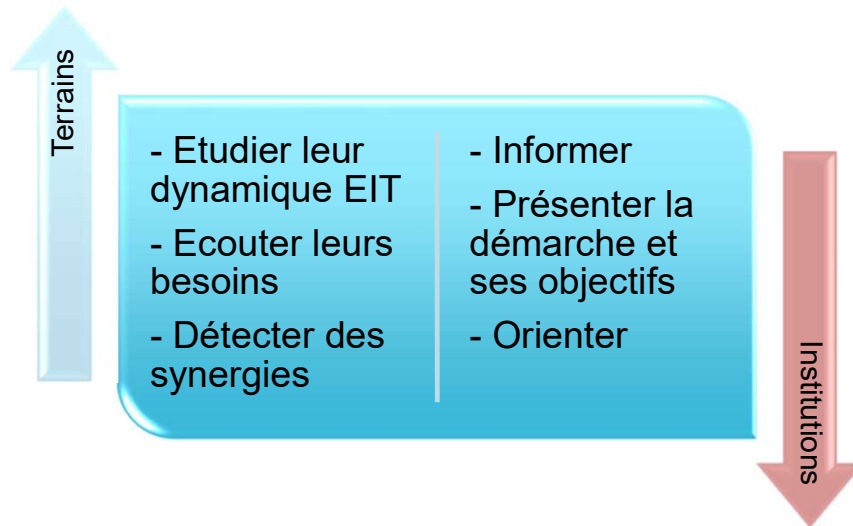 Terrains
- Etudier leur
dynamique EIT
- Ecouter leurs
besoins
- Détecter des
synergies
- Informer
- Présenter la
démarche et
ses objectifs
- Orienter
Institutions